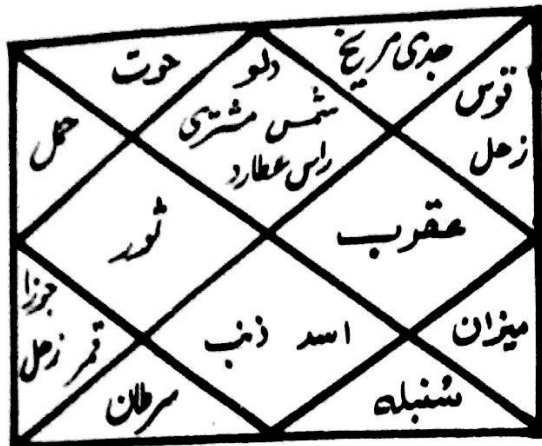 جدی مریخ
دلو
شمس مشتری
راس عطارد
حوت
قوس
زحل
حمل
ثور
عقرب
جوزا
قمر زحل
اسد ذنب
میزان
سرطان
سنبلہ